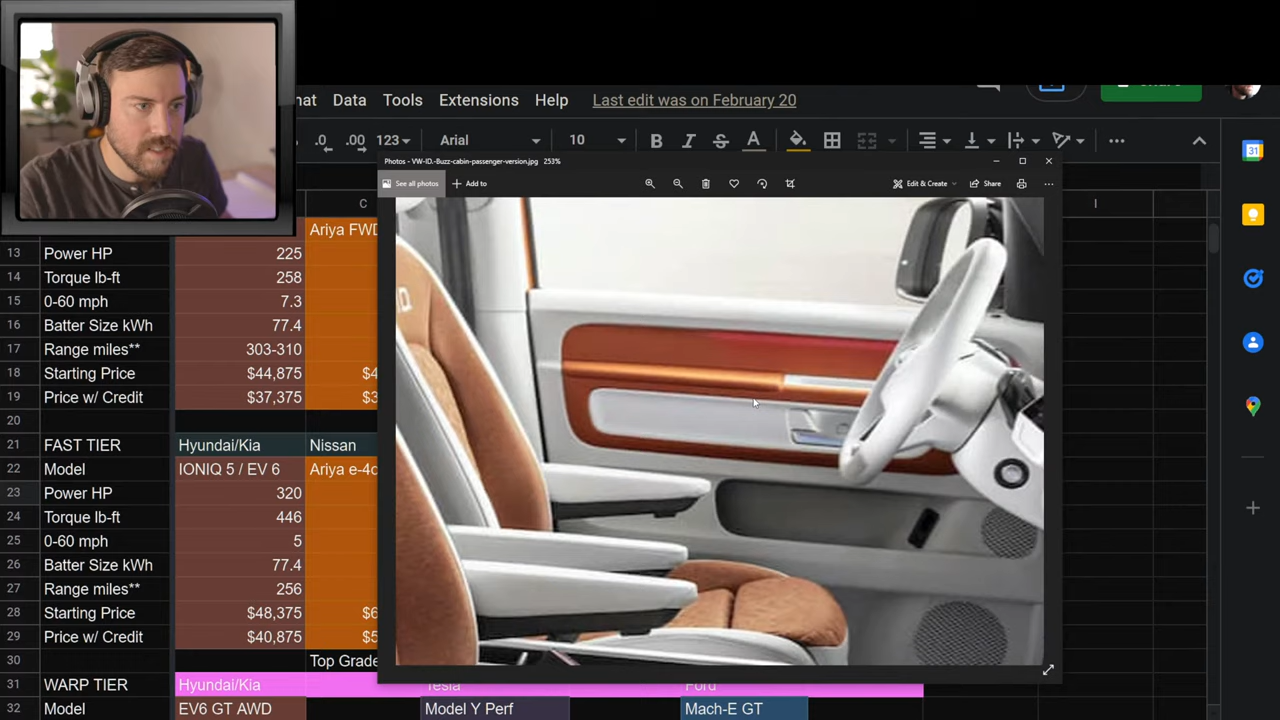 Data Tools Extensions Help Last edit was on February 20
.0 .00 123 Arial 10 B I S A
Photos - VW-ID.-Buzz-cabin-passenger-version.jpg 253%
See all photos Add to Edit & Create Share
C I
31
Ariya FWD
13 Power HP 225
14 Torque lb-ft 258
15 0-60 mph 7.3
16 Batter Size kWh 77.4
17 Range miles** 303-310
18 Starting Price $44,875
19 Price w/ Credit $37,375
20
21 FAST TIER Hyundai/Kia Nissan
22 Model IONIQ 5 / EV 6 Ariya e-4
23 Power HP 320
24 Torque lb-ft 446
25 0-60 mph 5
26 Batter Size kWh 77.4
27 Range miles** 256
28 Starting Price $48,375
29 Price w/ Credit $40,875
30 Top Grade
31 WARP TIER Hyundai/Kia Tesla Ford
32 Model EV6 GT AWD Model Y Perf Mach-E GT